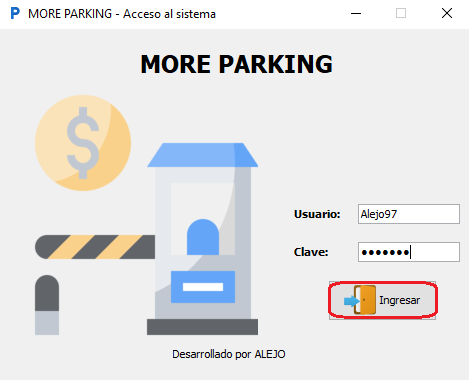 MORE PARKING - Acceso al sistema
MORE PARKING
$
Usuario: Alejo97
Clave: •••••••
Ingresar
Desarrollado por ALEJO